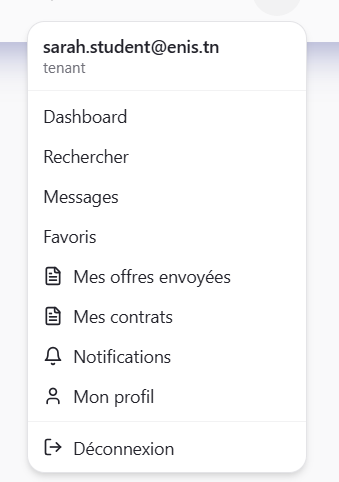 sarah.student@enis.tn
tenant
Dashboard
Rechercher
Messages
Favoris
Mes offres envoyées
Mes contrats
Notifications
Mon profil
Déconnexion